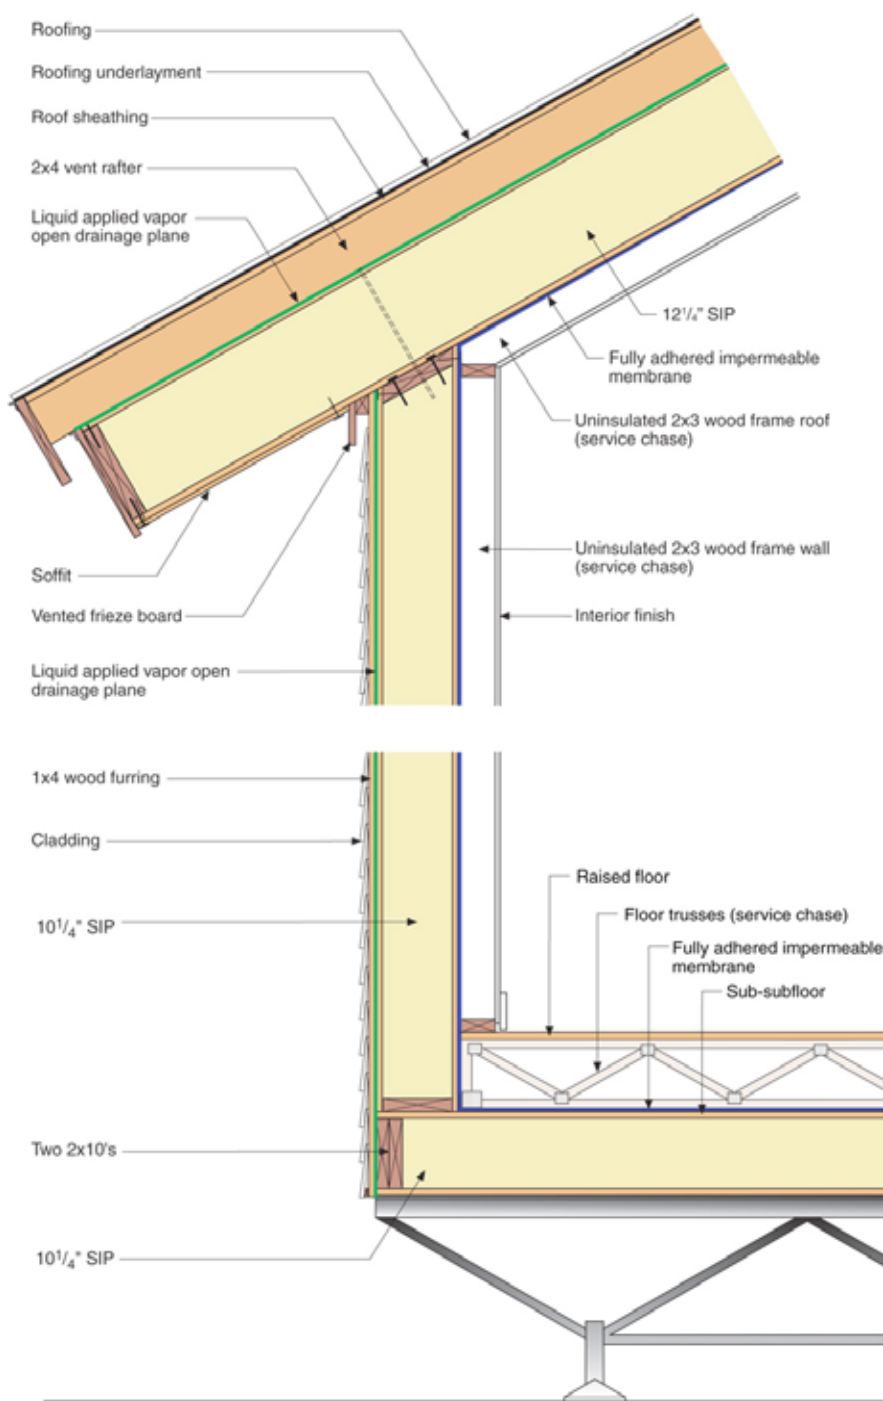 Roofing
Roofing underlayment
Roof sheathing
2x4 vent rafter
Liquid applied vapor
open drainage plane
12¹/₄” SIP
Fully adhered impermeable
membrane
Uninsulated 2x3 wood frame roof
(service chase)
Uninsulated 2x3 wood frame wall
(service chase)
Soffit
Vented frieze board
Interior finish
Liquid applied vapor open
drainage plane
1x4 wood furring
Cladding
Raised floor
10¹/₄” SIP
Floor trusses (service chase)
Fully adhered impermeable
membrane
Sub-subfloor
Two 2x10's
10¹/₄” SIP